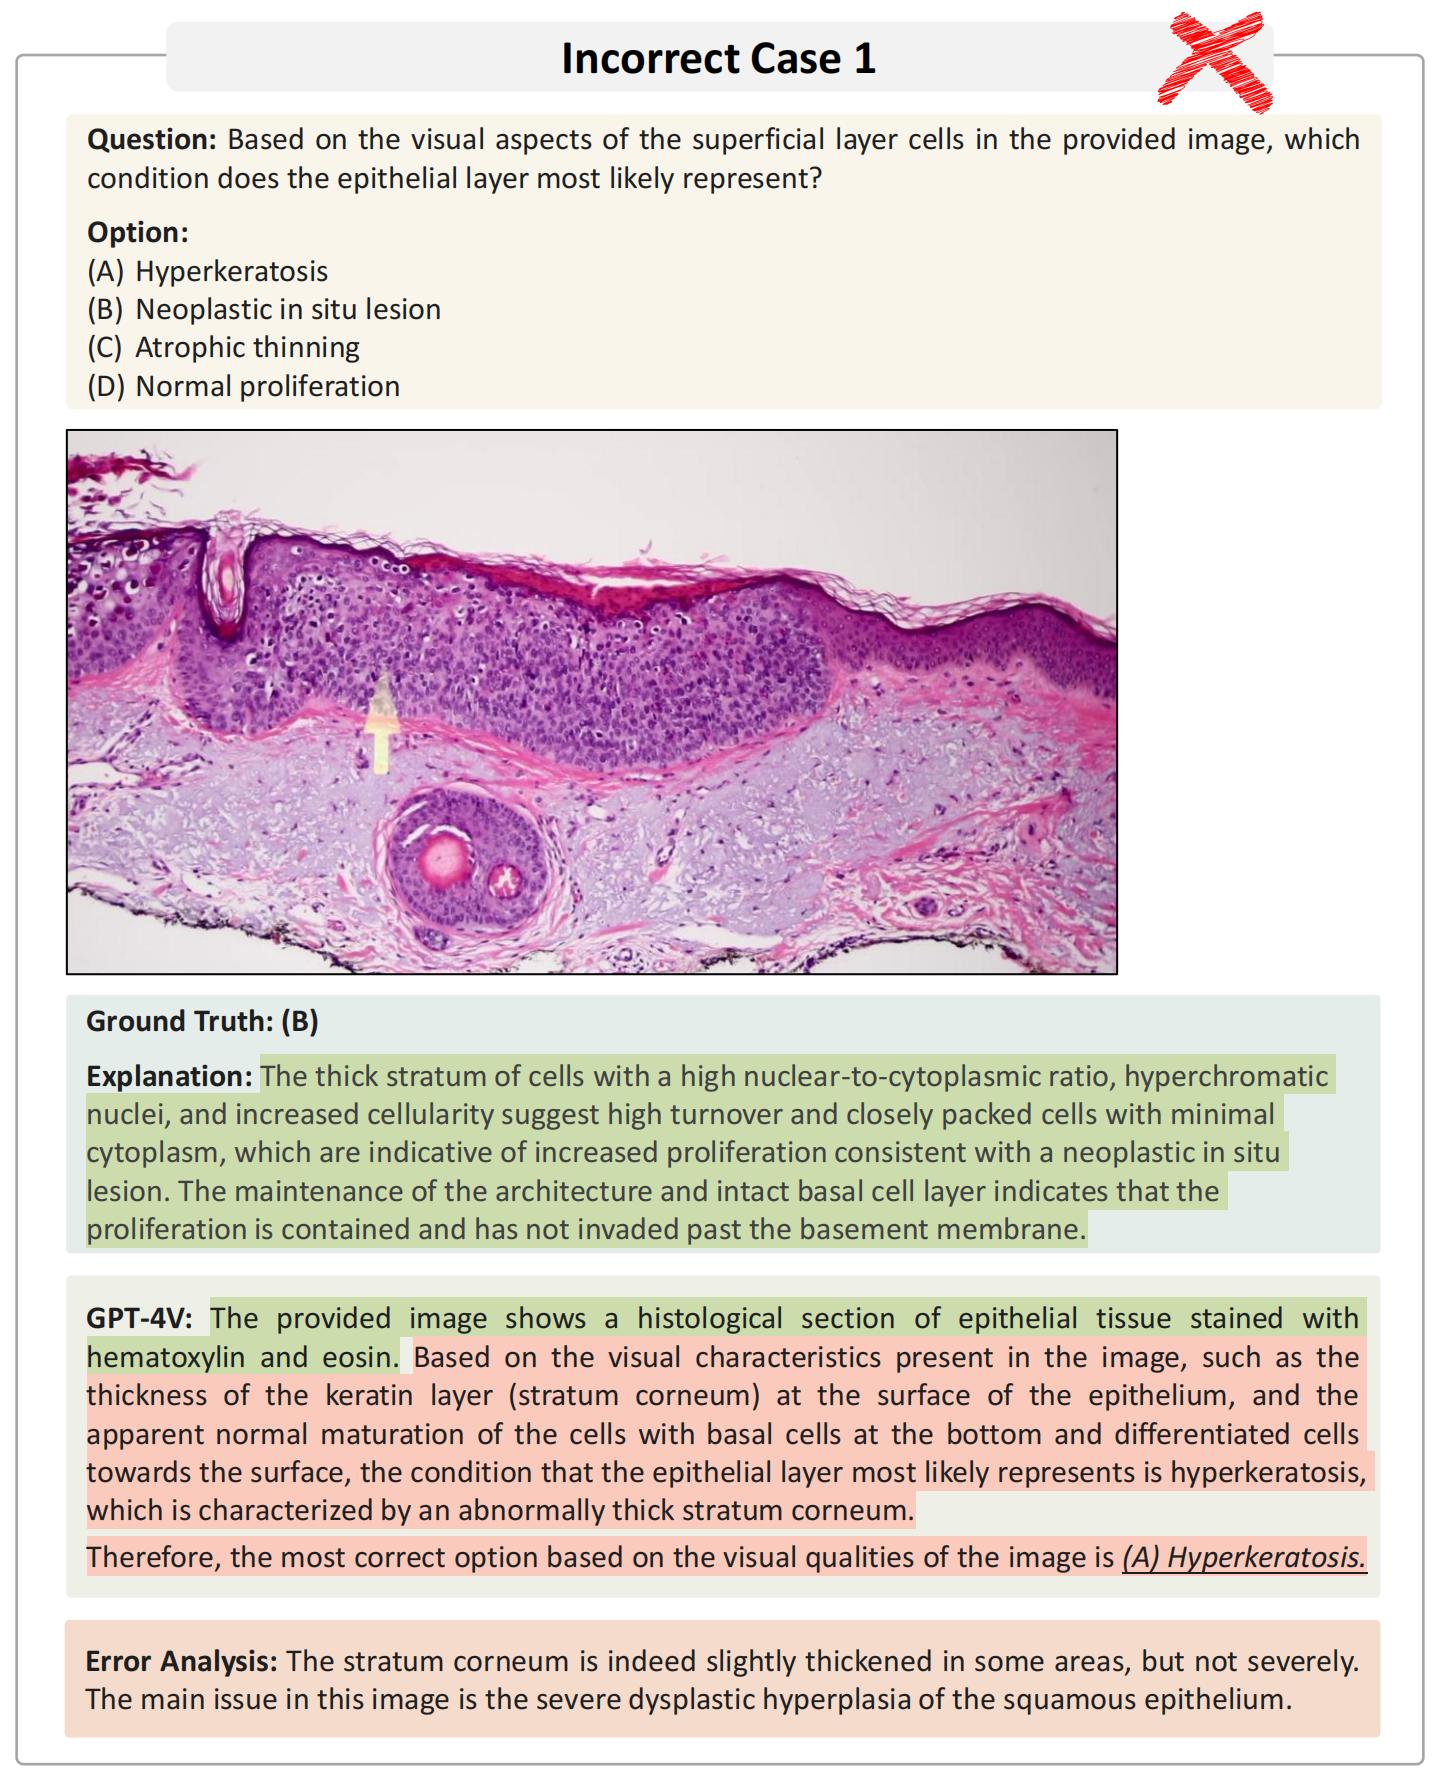 Incorrect Case 1
Question: Based on the visual aspects of the superficial layer cells in the provided image, which
condition does the epithelial layer most likely represent?
Option:
(A) Hyperkeratosis
(B) Neoplastic in situ lesion
(C) Atrophic thinning
(D) Normal proliferation
Ground Truth: (B)
Explanation: The thick stratum of cells with a high nuclear-to-cytoplasmic ratio, hyperchromatic
nuclei, and increased cellularity suggest high turnover and closely packed cells with minimal
cytoplasm, which are indicative of increased proliferation consistent with a neoplastic in situ
lesion. The maintenance of the architecture and intact basal cell layer indicates that the
proliferation is contained and has not invaded past the basement membrane.
GPT-4V: The provided image shows a histological section of epithelial tissue stained with
hematoxylin and eosin. Based on the visual characteristics present in the image, such as the
thickness of the keratin layer (stratum corneum) at the surface of the epithelium, and the
apparent normal maturation of the cells with basal cells at the bottom and differentiated cells
towards the surface, the condition that the epithelial layer most likely represents is hyperkeratosis,
which is characterized by an abnormally thick stratum corneum.
Therefore, the most correct option based on the visual qualities of the image is (A) Hyperkeratosis.
Error Analysis: The stratum corneum is indeed slightly thickened in some areas, but not severely.
The main issue in this image is the severe dysplastic hyperplasia of the squamous epithelium.